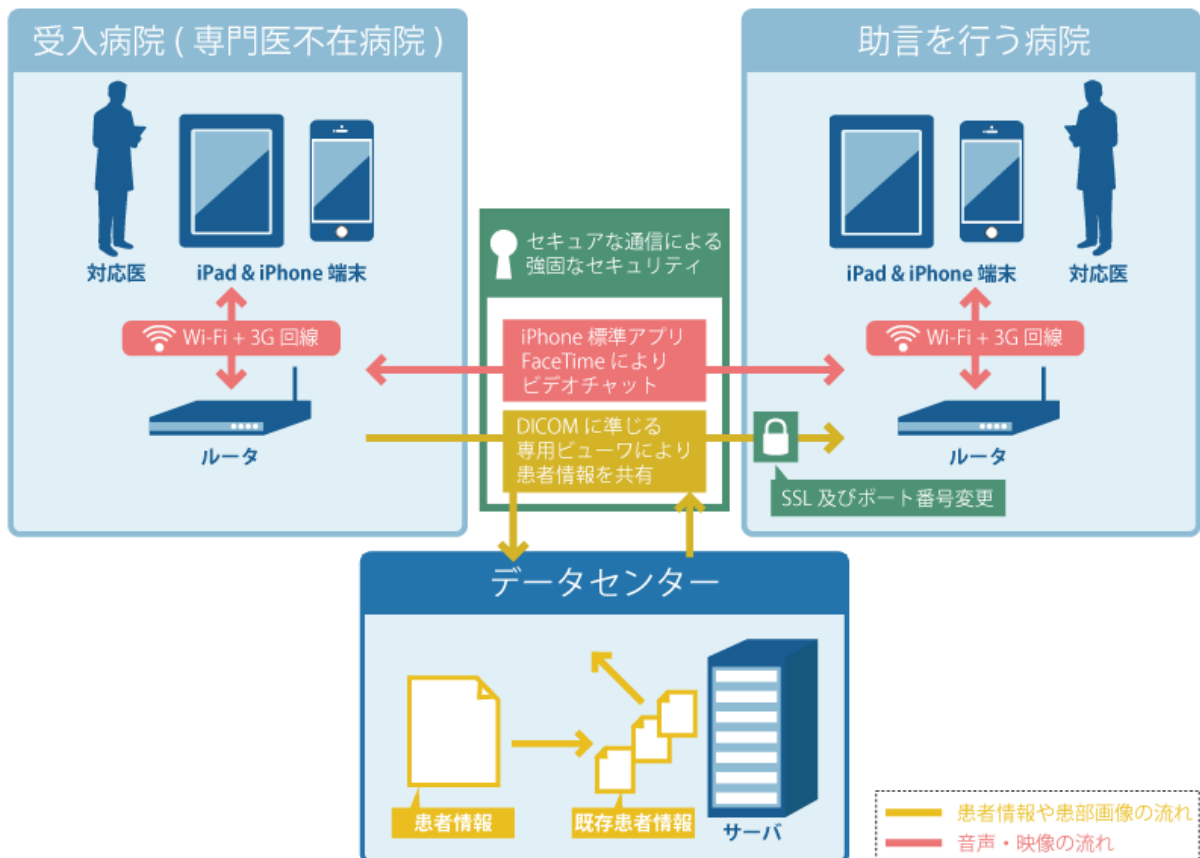 受入病院 ( 専門医不在病院 )
対応医
iPad & iPhone 端末
Wi-Fi + 3G 回線
ルータ
セキュアな通信による
強固なセキュリティ
iPhone 標準アプリ
FaceTime により
ビデオチャット
DICOM に準じる
専用ビューワにより
患者情報を共有
助言を行う病院
iPad & iPhone 端末
対応医
Wi-Fi + 3G 回線
ルータ
SSL 及びポート番号変更
データセンター
患者情報
既存患者情報
サーバ
患者情報や患部画像の流れ
音声・映像の流れ